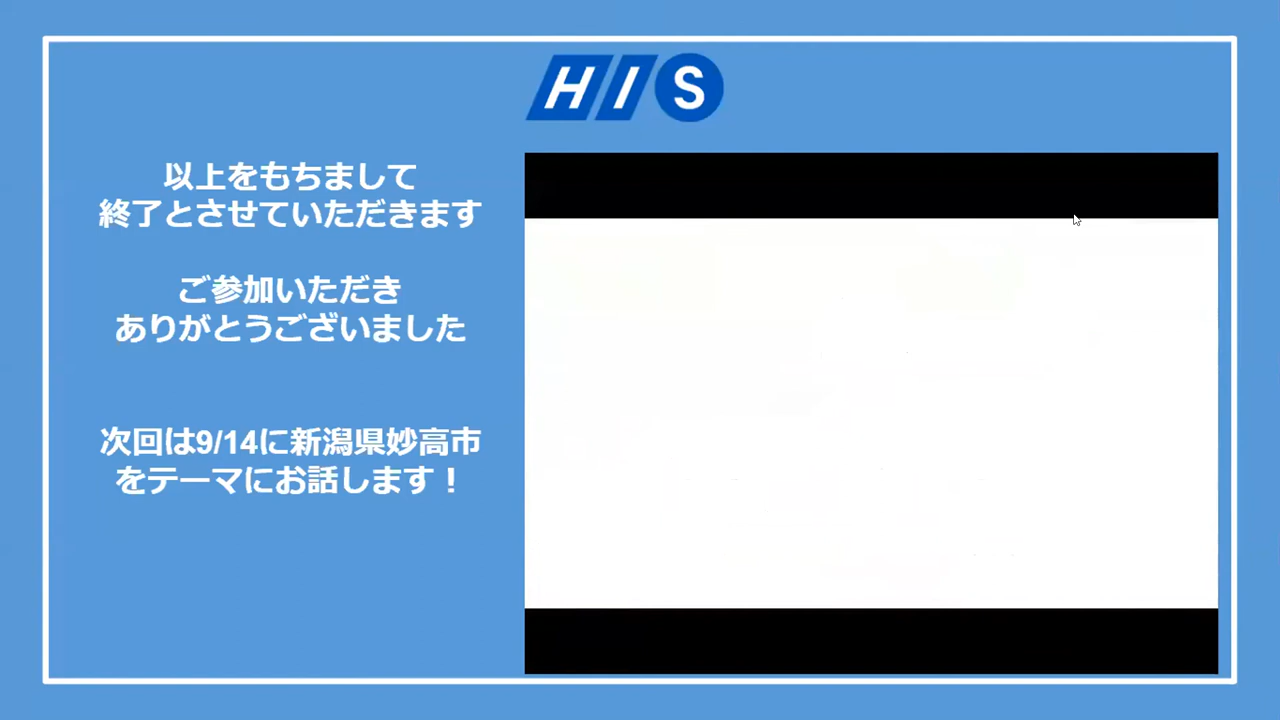 HIS
以上をもちまして
終了とさせていただきます
ご参加いただき
ありがとうございました
次回は9/14に新潟県妙高市
をテーマにお話します！